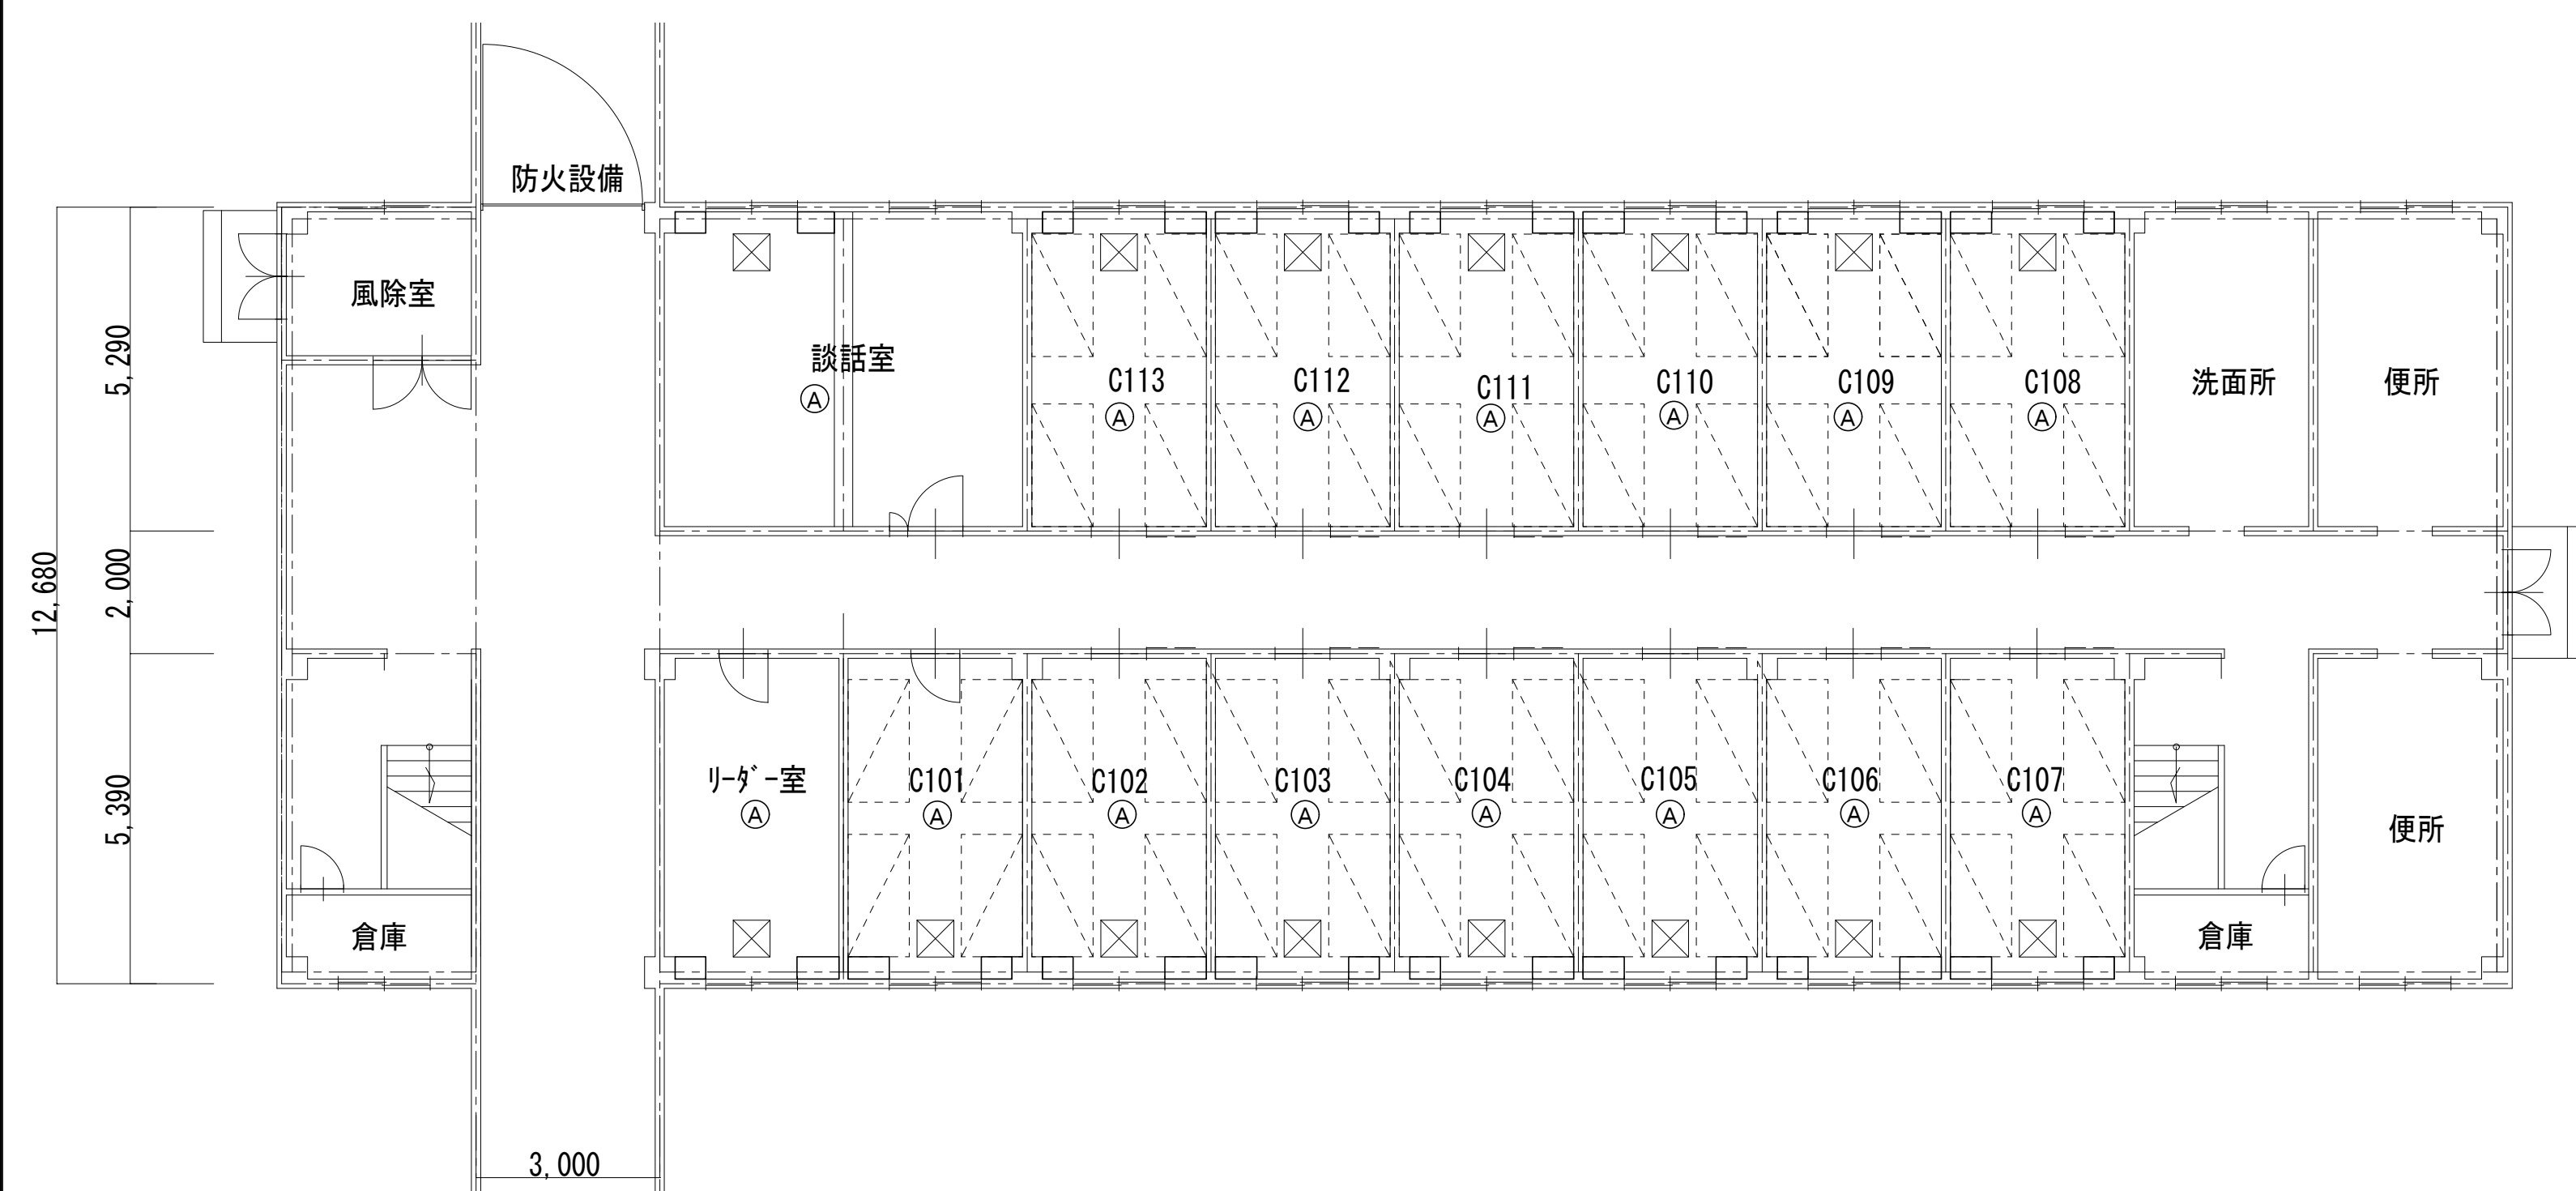 防火設備
風除室
談話室
Ⓐ
C113
Ⓐ
C112
Ⓐ
C111
Ⓐ
C110
Ⓐ
C109
Ⓐ
C108
Ⓐ
洗面所
便所
5,290
2,000
12,680
5,390
ﾘｰﾀﾞｰ室
Ⓐ
C101
Ⓐ
C102
Ⓐ
C103
Ⓐ
C104
Ⓐ
C105
Ⓐ
C106
Ⓐ
C107
Ⓐ
便所
倉庫
倉庫
3,000